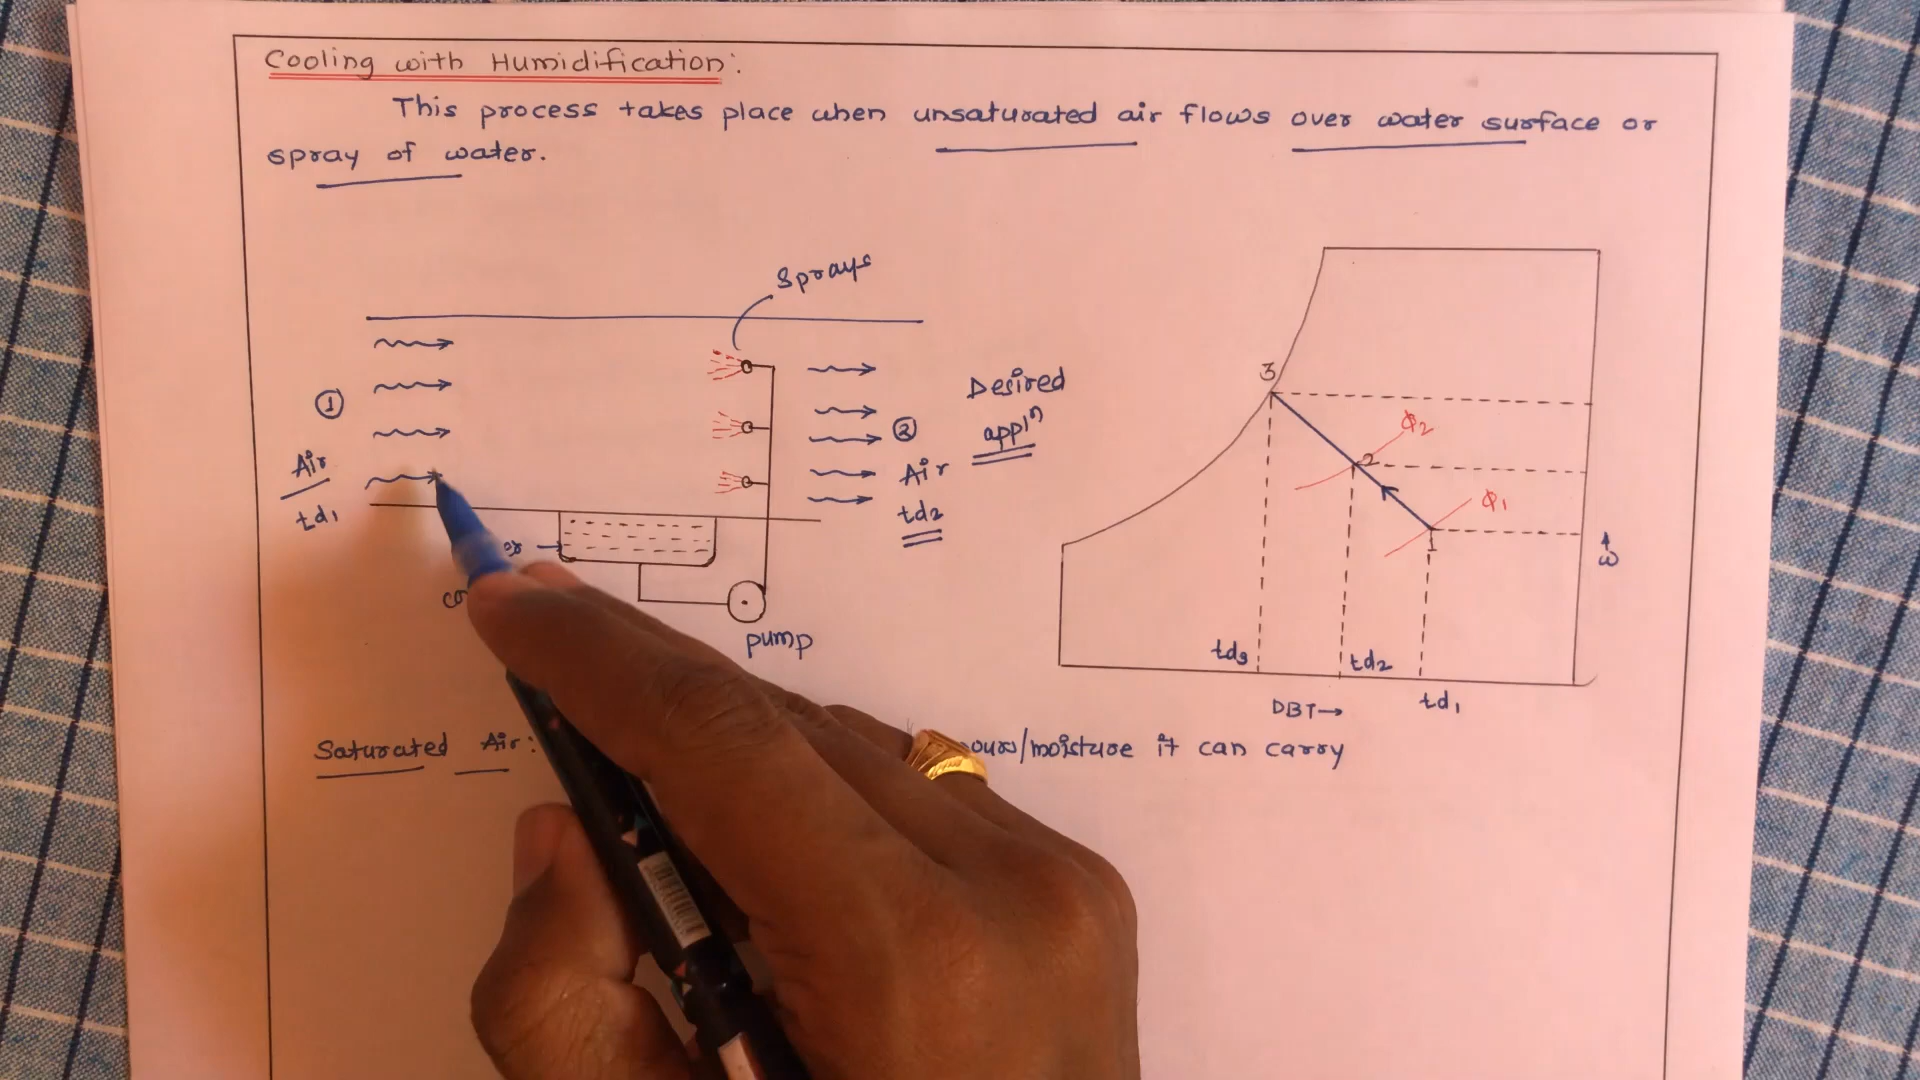 Cooling with Humidification:
This process takes place when unsaturated air flows over water surface or
spray of water.
Sprays
1
Air
td1
2
Air
td2
Desired
appln
pump
3
2
1
Φ2
Φ1
ω
td3
td2
td1
DBT→
Saturated Air:
/moisture it can carry